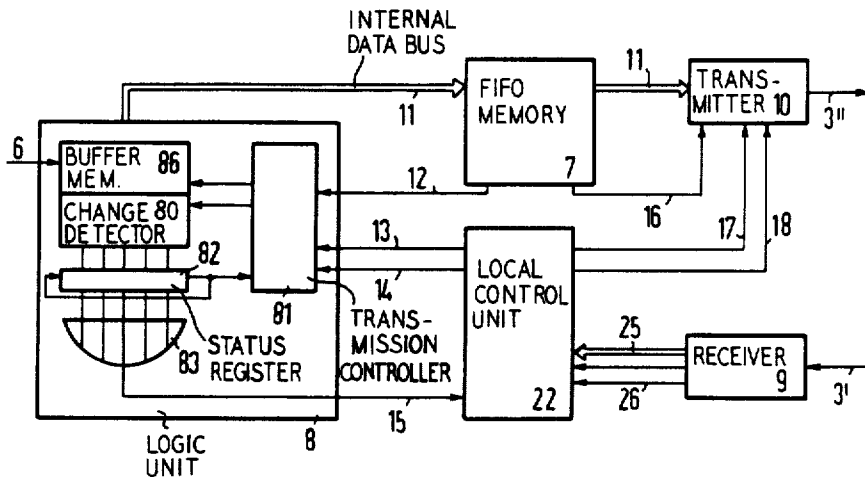 INTERNAL
DATA BUS
11
FIFO
MEMORY
7
11
TRANS-
MITTER 10
3"
6
BUFFER 86
MEM.
CHANGE 80
DETECTOR
82
81
83
STATUS
REGISTER
TRANS-
MISSION
CONTROLLER
12
16
13
14
17
18
LOCAL
CONTROL
UNIT
22
25
26
RECEIVER
9
3'
15
LOGIC
UNIT
8